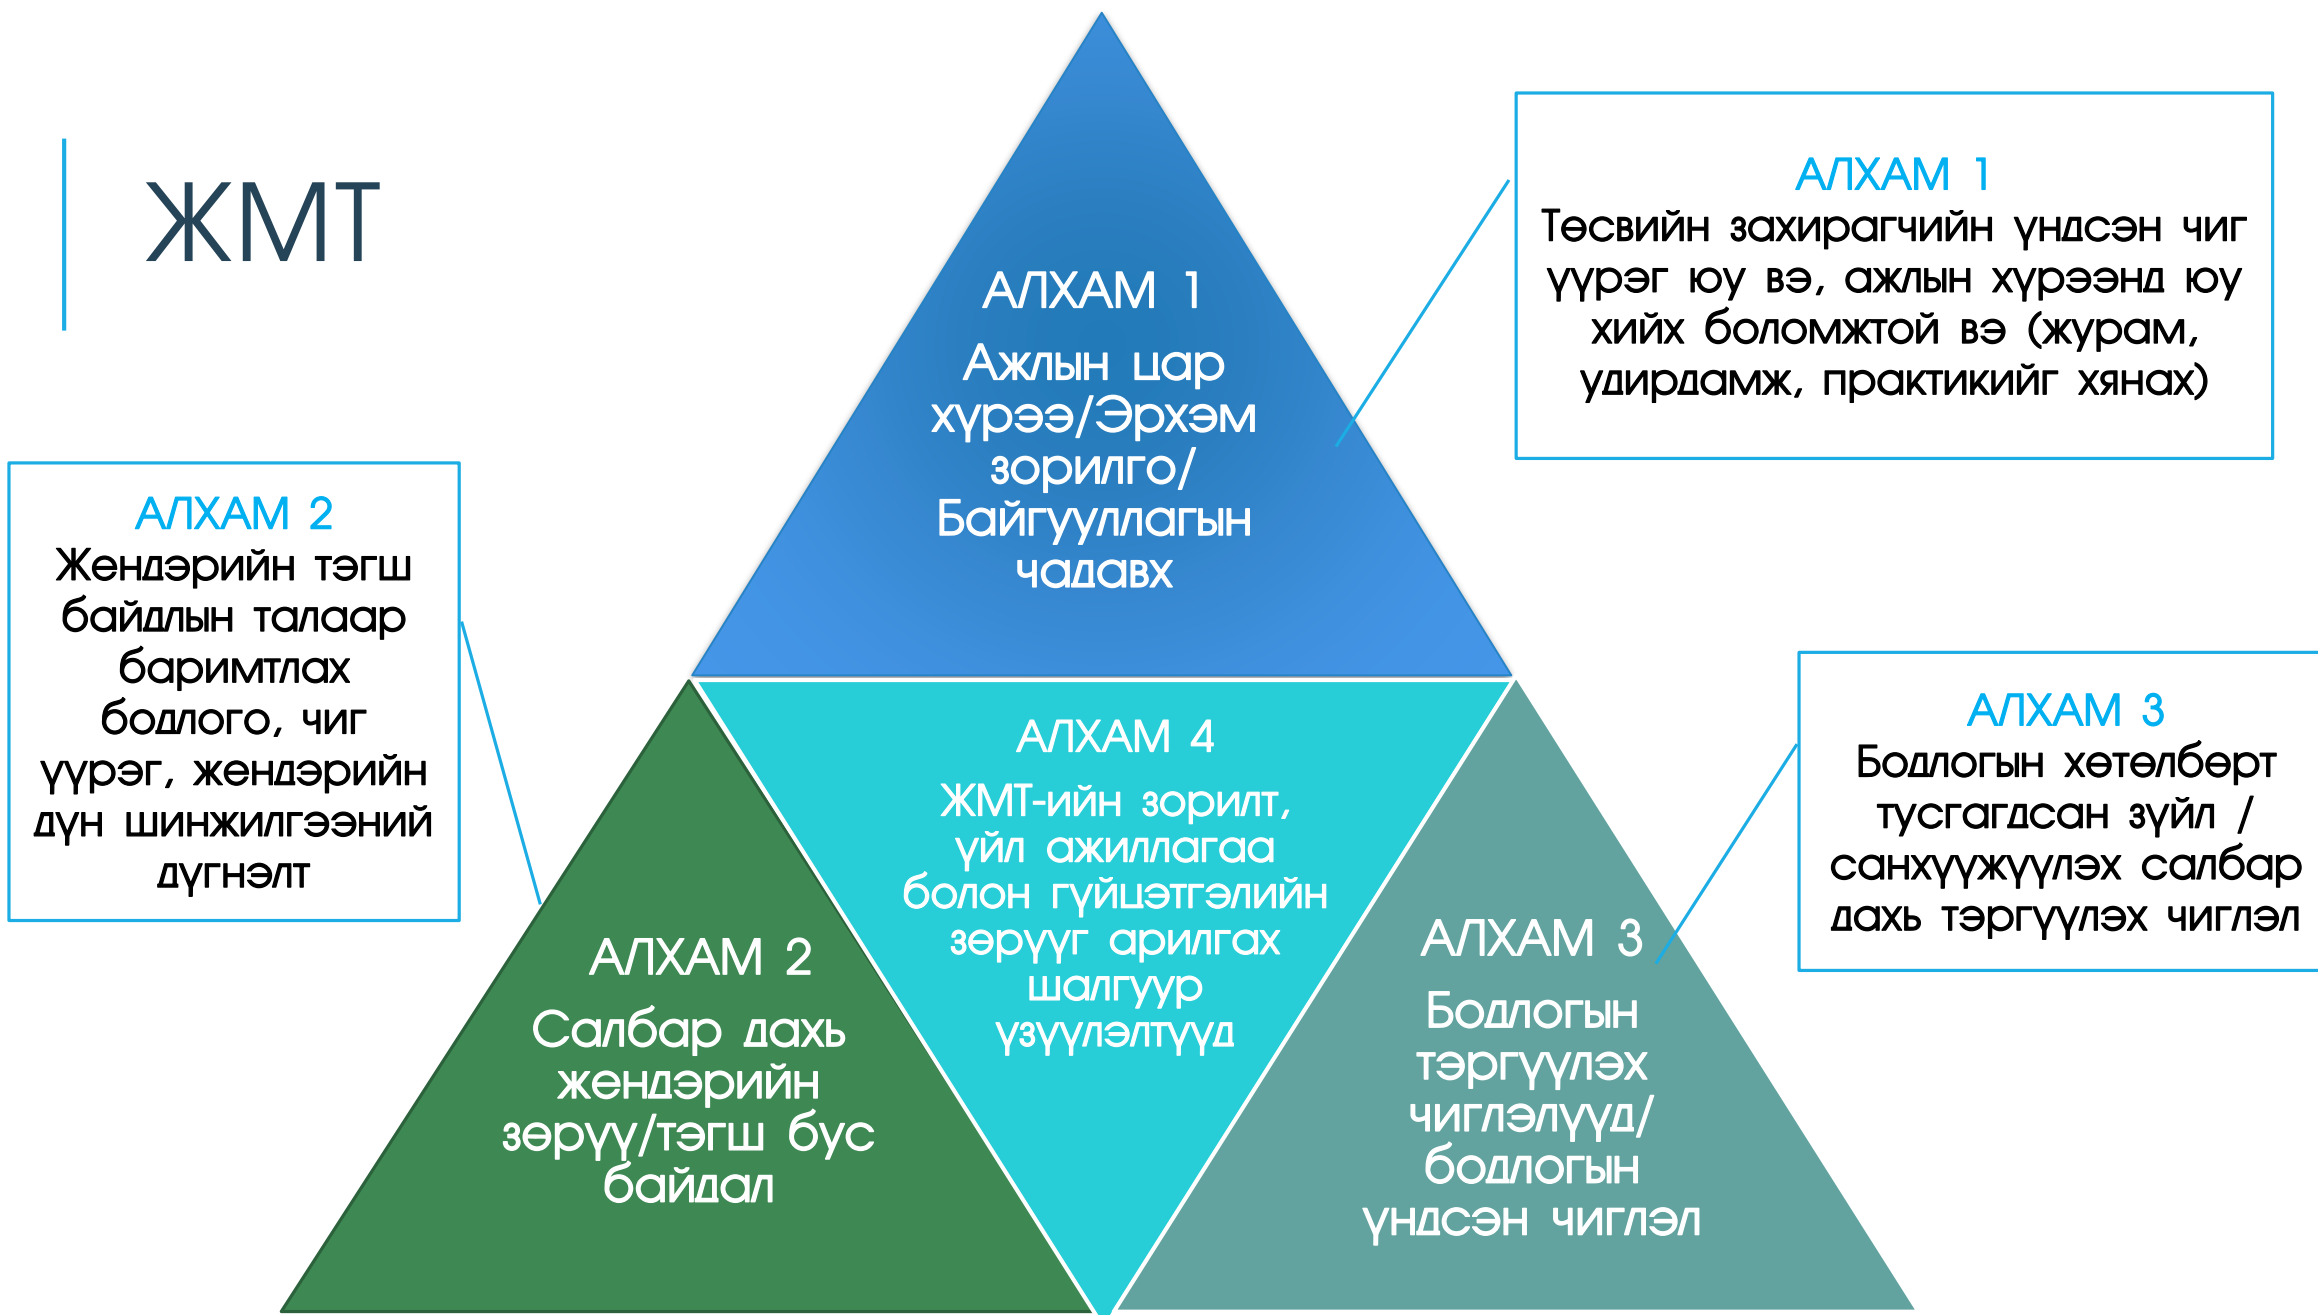 ЖМТ
АЛХАМ 1
Ажлын цар
хүрээ/Эрхэм
зорилго/
Байгууллагын
чадавх
АЛХАМ 1
Төсвийн захирагчийн үндсэн чиг
үүрэг юу вэ, ажлын хүрээнд юу
хийх боломжтой вэ (журам,
удирдамж, практикийг хянах)
АЛХАМ 2
Жендэрийн тэгш
байдлын талаар
баримтлах
бодлого, чиг
үүрэг, жендэрийн
дүн шинжилгээний
дүгнэлт
АЛХАМ 2
Салбар дахь
жендэрийн
зөрүү/тэгш бус
байдал
АЛХАМ 4
ЖМТ-ийн зорилт,
үйл ажиллагаа
болон гүйцэтгэлийн
зөрүүг арилгах
шалгуур
үзүүлэлтүүд
АЛХАМ 3
Бодлогын
тэргүүлэх
чиглэлүүд/
бодлогын
үндсэн чиглэл
АЛХАМ 3
Бодлогын хөтөлбөрт
тусгагдсан зүйл /
санхүүжүүлэх салбар
дахь тэргүүлэх чиглэл